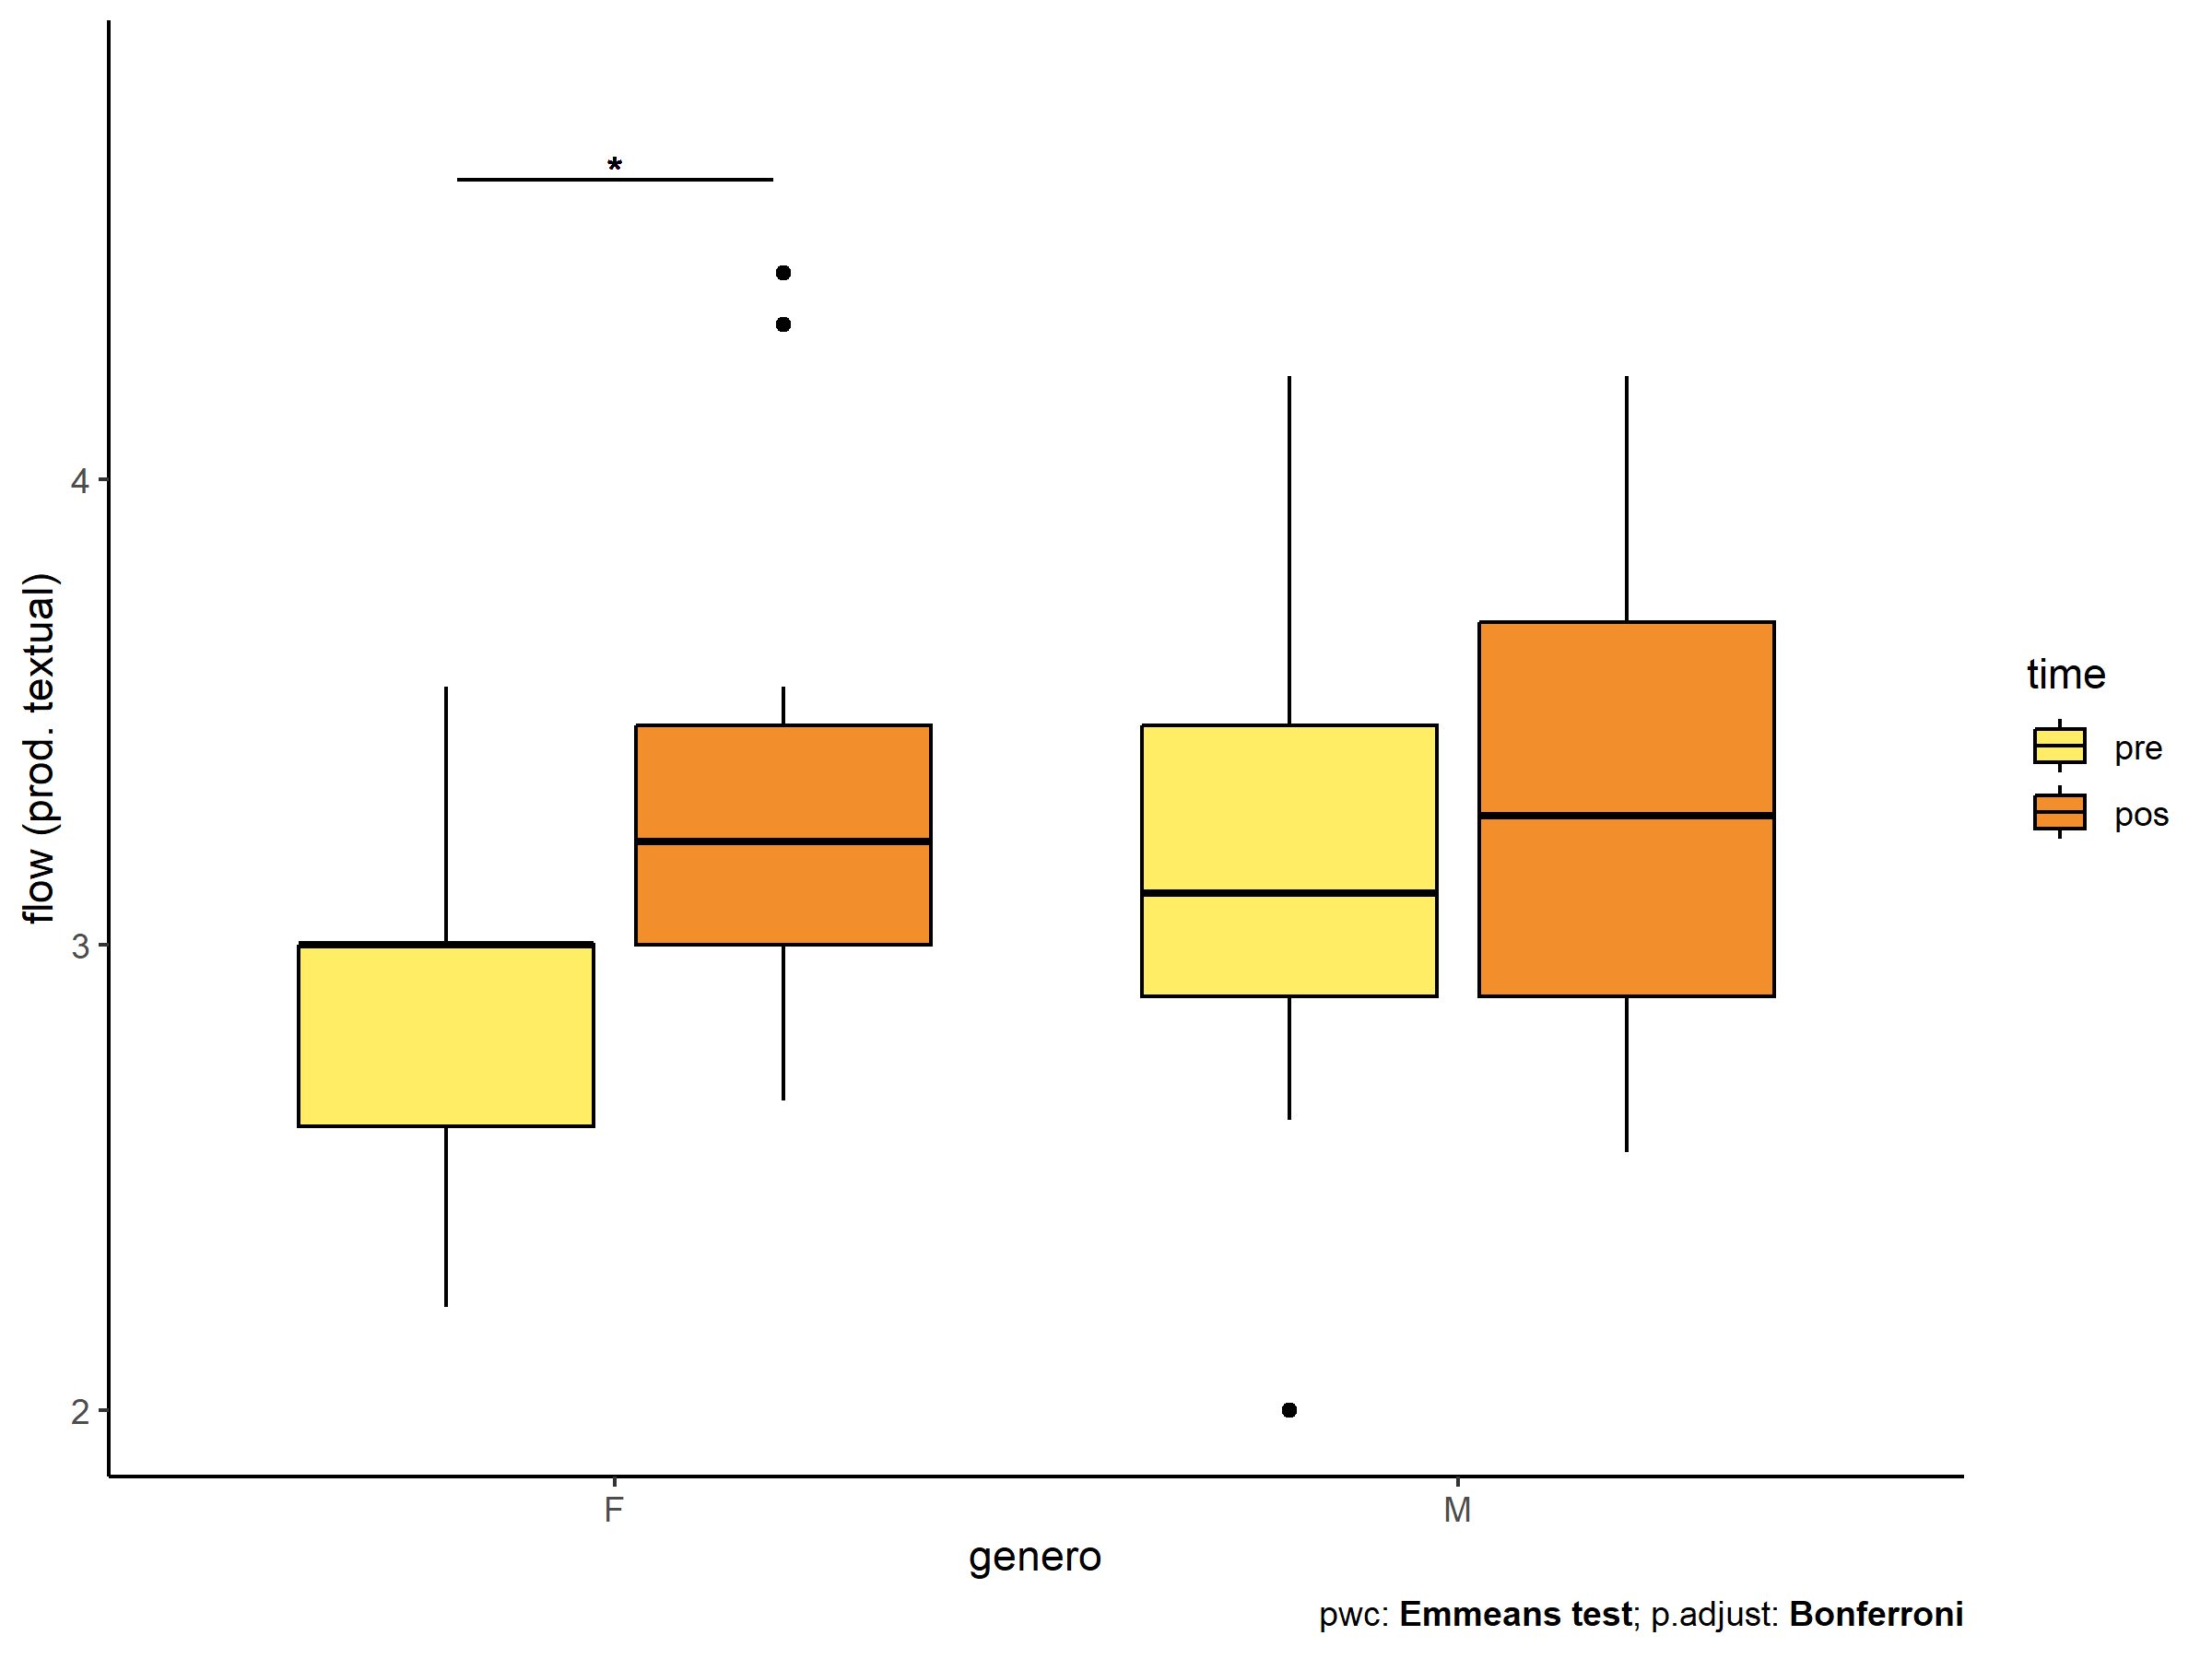 *
4
3
2
flow (prod. textual)
F
M
genero
time
pre
pos
pwc: Emmeans test; p.adjust: Bonferroni